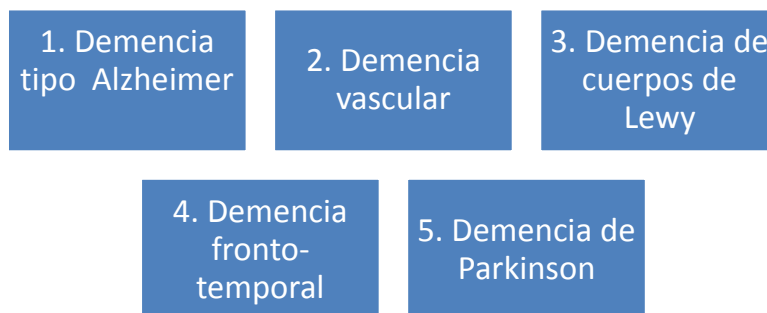 1. Demencia
tipo Alzheimer
2. Demencia
vascular
3. Demencia de
cuerpos de
Lewy
4. Demencia
fronto-
temporal
5. Demencia de
Parkinson